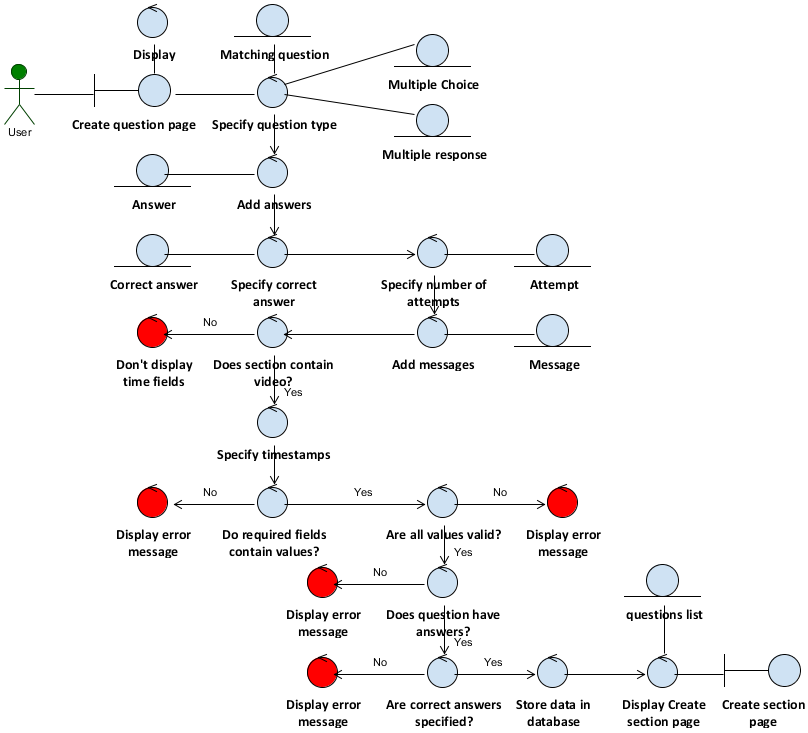 Display
Matching question
Multiple Choice
User
Create question page
Specify question type
Multiple response
Answer
Add answers
Correct answer
Specify correct
answer
Specify number of
attempts
Attempt
No
Don't display
time fields
Does section contain
video?
Add messages
Message
Yes
Specify timestamps
No
Yes
No
Display error
message
Do required fields
contain values?
Are all values valid?
Display error
message
Yes
No
Display error
message
Does question have
answers?
questions list
Yes
No
Yes
Display error
message
Are correct answers
specified?
Store data in
database
Display Create
section page
Create section
page